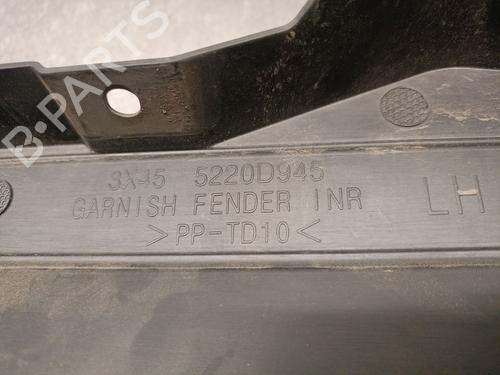 B-PARTS
3X45 5220D945
GARNISH FENDER INR
LH
>PP-TD10<